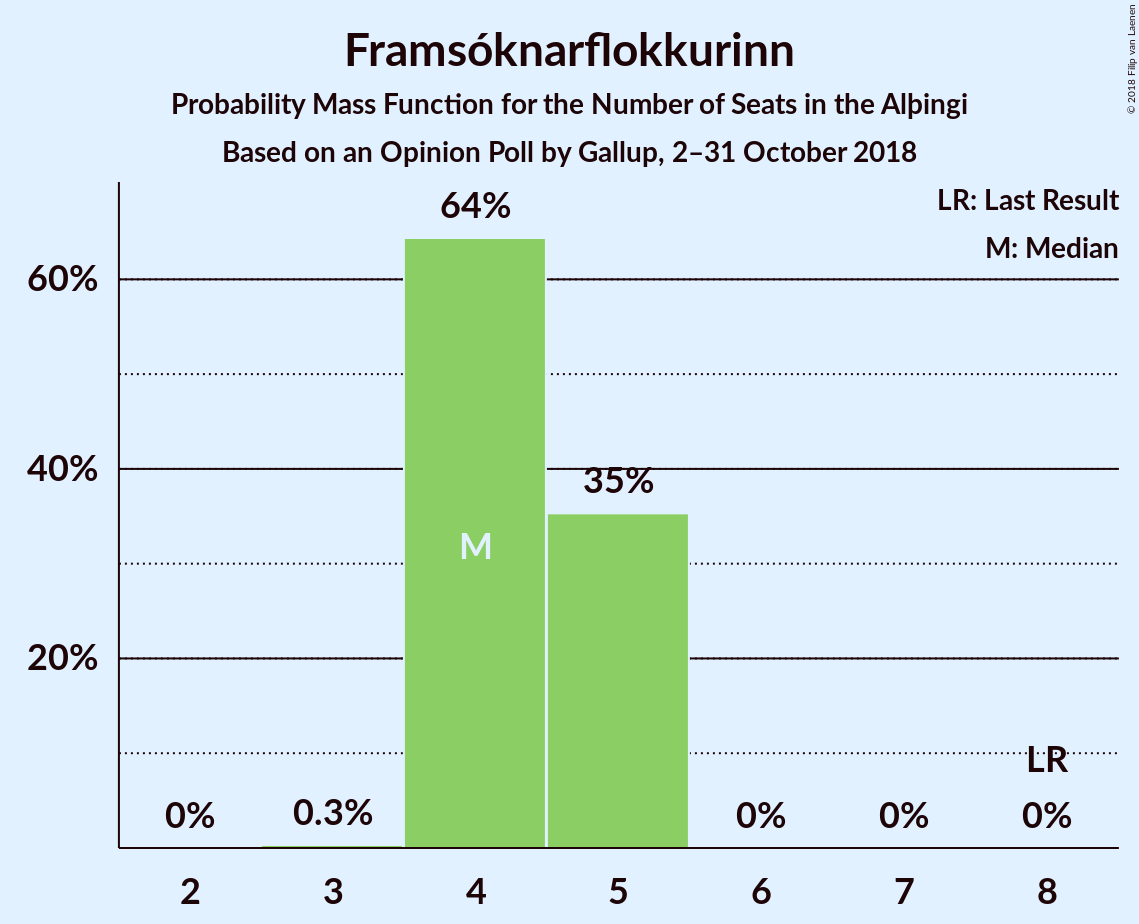 Framsóknarflokkurinn
Probability Mass Function for the Number of Seats in the Alþingi
Based on an Opinion Poll by Gallup, 2–31 October 2018
© 2018 Filip van Laenen
LR: Last Result
M: Median
60%
40%
20%
0%
0.3%
64%
M
35%
0%
0%
LR
0%
2
3
4
5
6
7
8